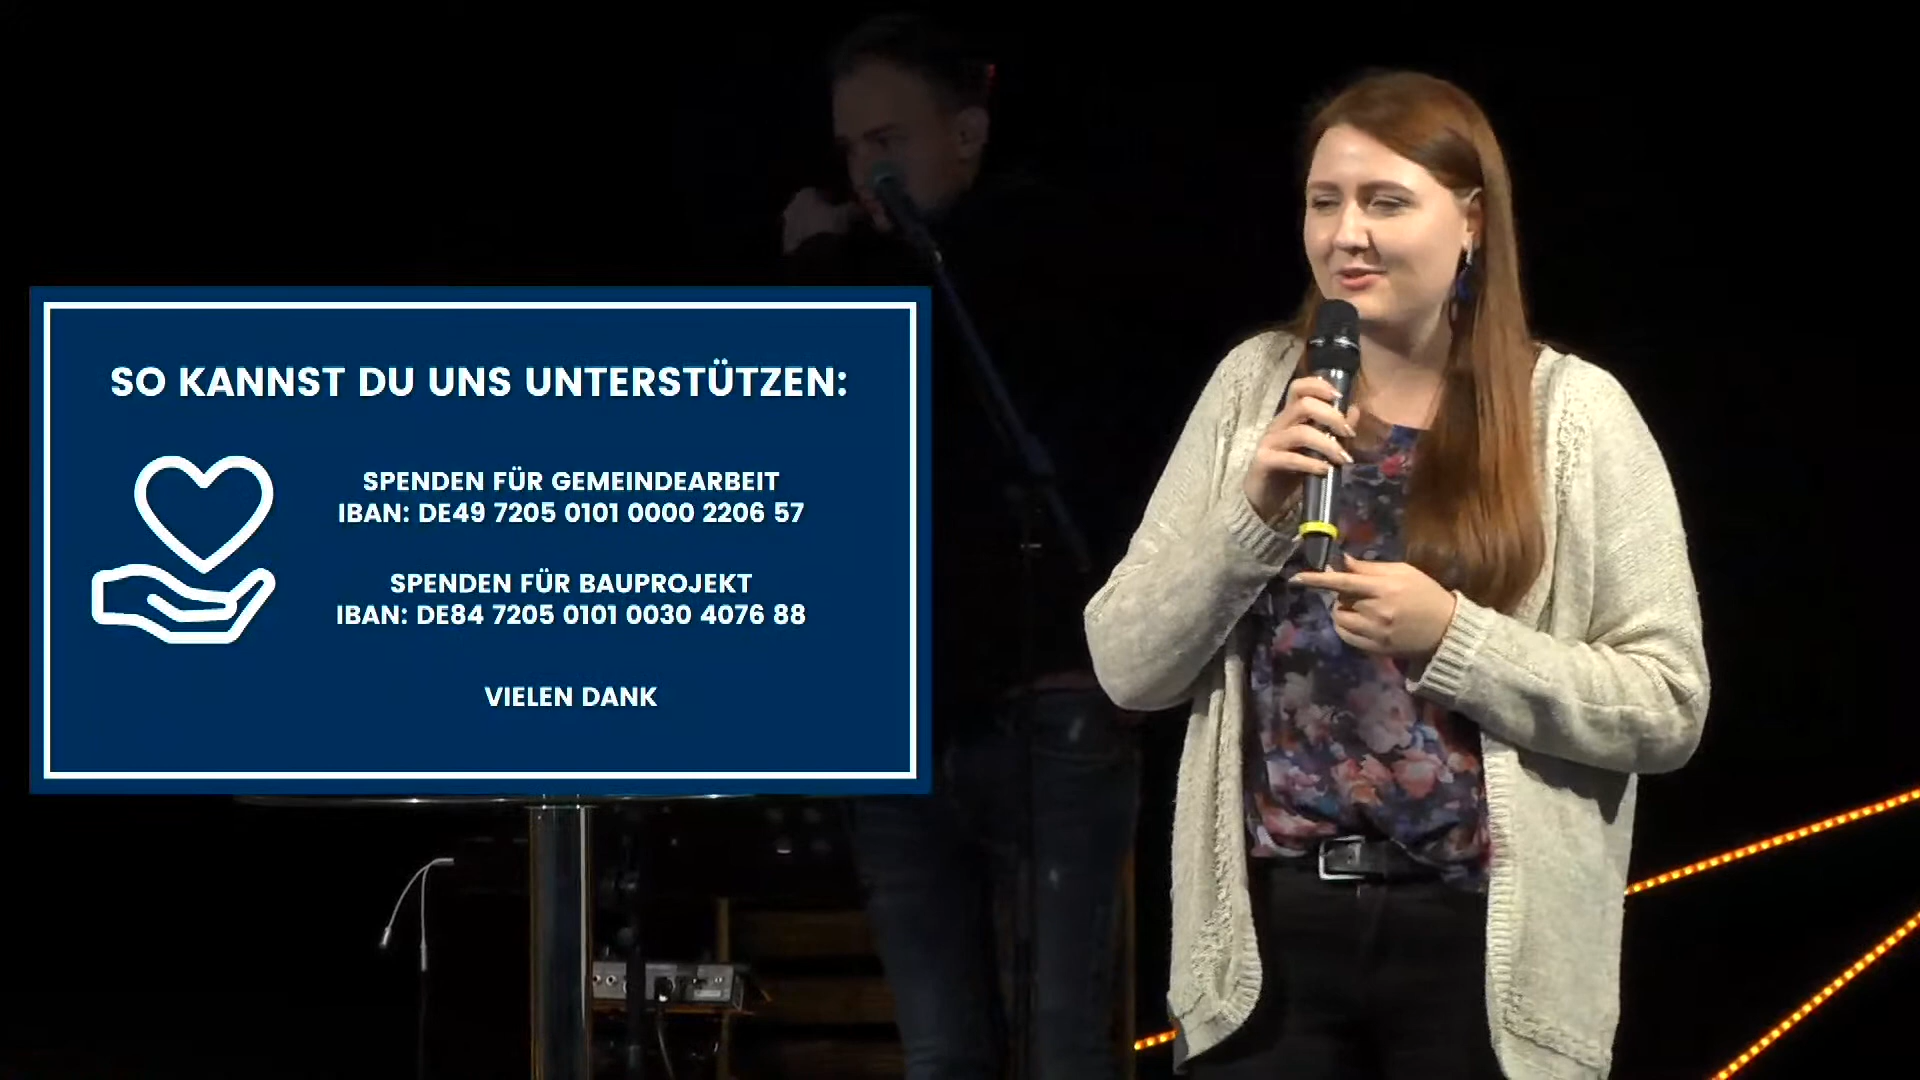 SO KANNST DU UNS UNTERSTÜTZEN:
SPENDEN FÜR GEMEINDEARBEIT
IBAN: DE49 7205 0101 0000 2206 57
SPENDEN FÜR BAUPROJEKT
IBAN: DE84 7205 0101 0030 4076 88
VIELEN DANK